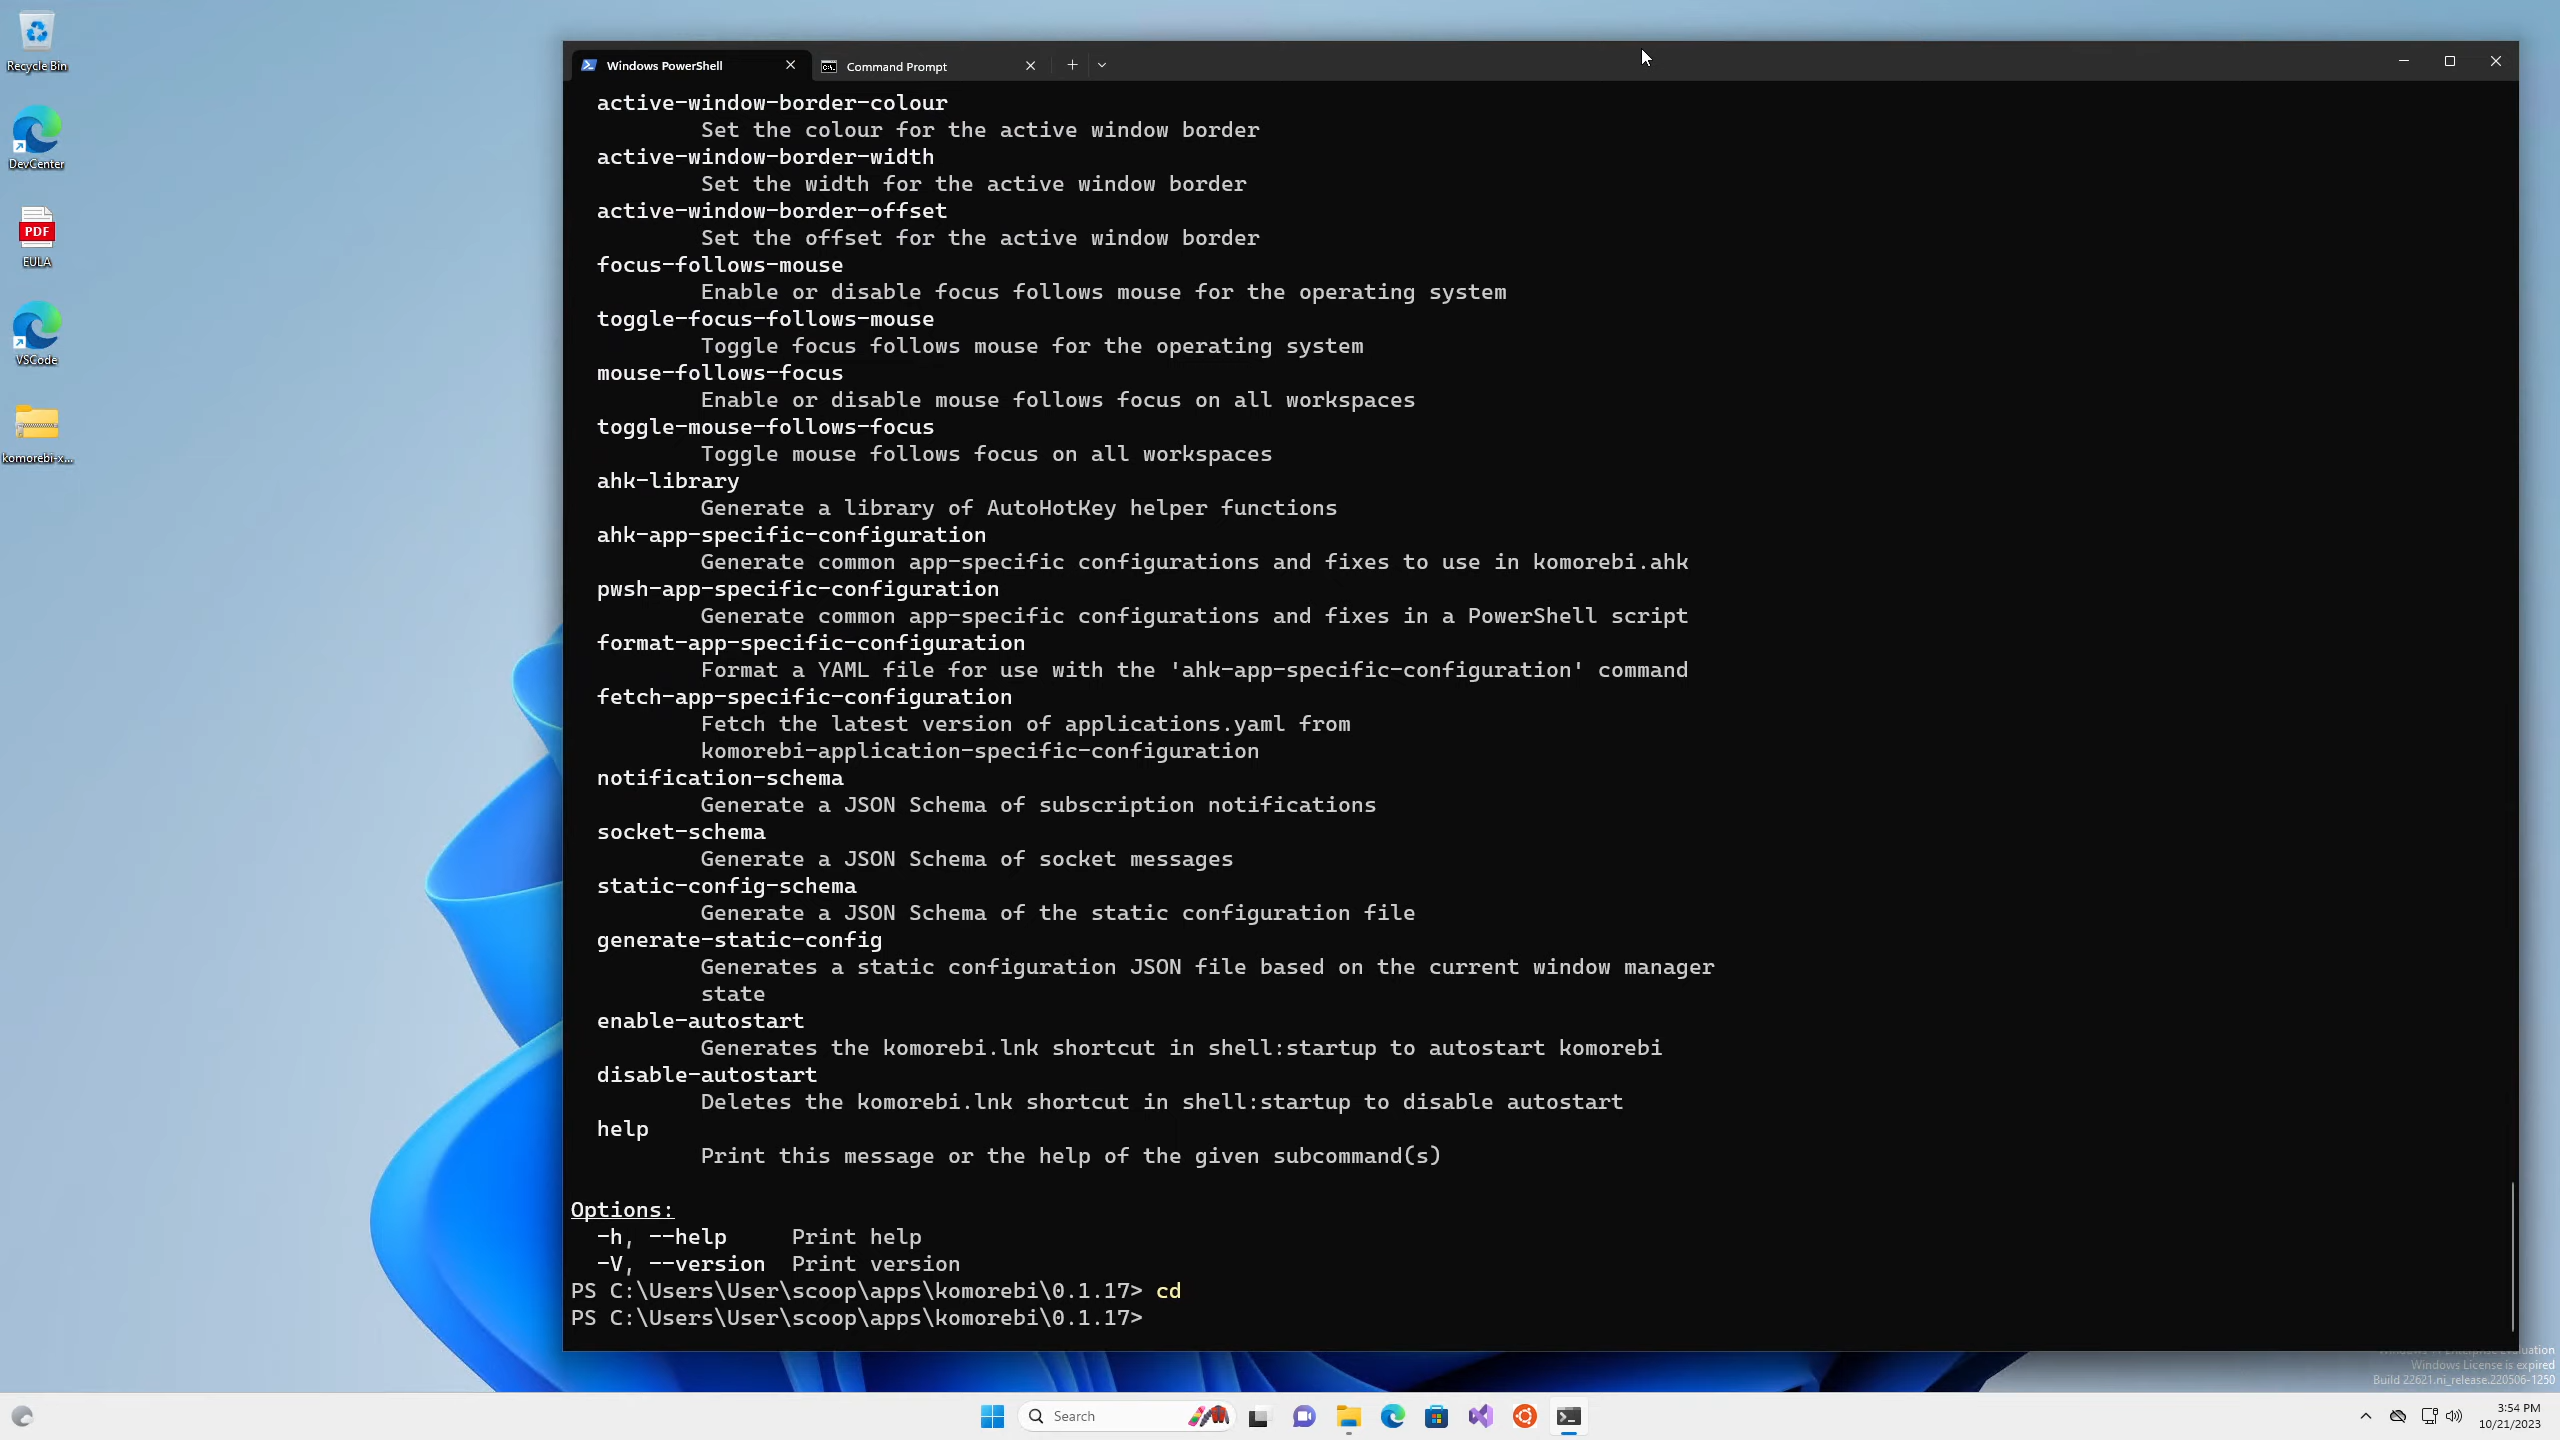 Recycle Bin
DevCenter
EULA
VSCode
komorebi-x...
PDF
Windows PowerShell
Command Prompt
active-window-border-colour
Set the colour for the active window border
active-window-border-width
Set the width for the active window border
active-window-border-offset
Set the offset for the active window border
focus-follows-mouse
Enable or disable focus follows mouse for the operating system
toggle-focus-follows-mouse
Toggle focus follows mouse for the operating system
mouse-follows-focus
Enable or disable mouse follows focus on all workspaces
toggle-mouse-follows-focus
Toggle mouse follows focus on all workspaces
ahk-library
Generate a library of AutoHotKey helper functions
ahk-app-specific-configuration
Generate common app-specific configurations and fixes to use in komorebi.ahk
pwsh-app-specific-configuration
Generate common app-specific configurations and fixes in a PowerShell script
format-app-specific-configuration
Format a YAML file for use with the 'ahk-app-specific-configuration' command
fetch-app-specific-configuration
Fetch the latest version of applications.yaml from
komorebi-application-specific-configuration
notification-schema
Generate a JSON Schema of subscription notifications
socket-schema
Generate a JSON Schema of socket messages
static-config-schema
Generate a JSON Schema of the static configuration file
generate-static-config
Generates a static configuration JSON file based on the current window manager
state
enable-autostart
Generates the komorebi.lnk shortcut in shell:startup to autostart komorebi
disable-autostart
Deletes the komorebi.lnk shortcut in shell:startup to disable autostart
help
Print this message or the help of the given subcommand(s)
Options:
-h, --help Print help
-V, --version Print version
PS C:\Users\User\scoop\apps\komorebi\0.1.17> cd
PS C:\Users\User\scoop\apps\komorebi\0.1.17>
Windows License is expired
Build 22621.ni_release.220506-1250
Search
3:54 PM
10/21/2023